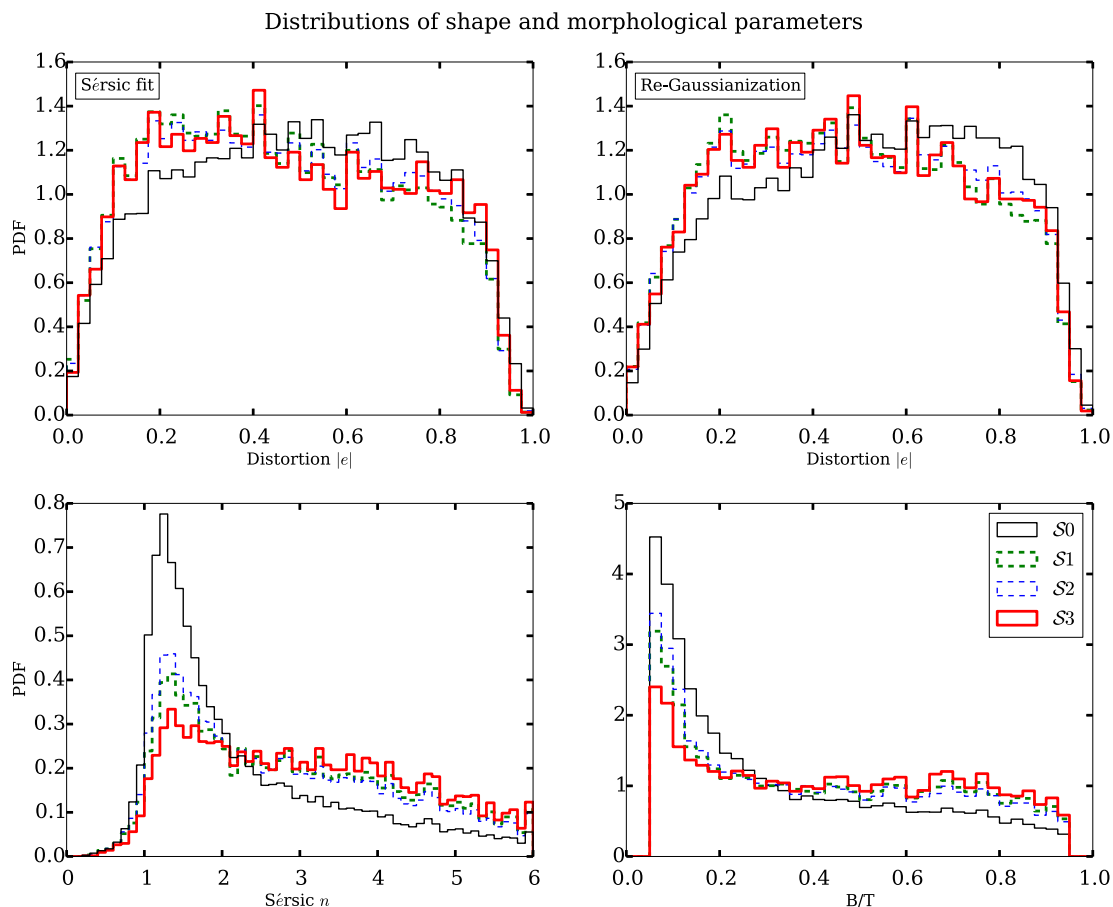 Distributions of shape and morphological parameters
Sérsic fit
PDF
1.6
1.4
1.2
1.0
0.8
0.6
0.4
0.2
0.0
0.0 0.2 0.4 0.6 0.8 1.0
Distortion |e|
Re-Gaussianization
1.6
1.4
1.2
1.0
0.8
0.6
0.4
0.2
0.0
0.0 0.2 0.4 0.6 0.8 1.0
Distortion |e|
PDF
0.8
0.7
0.6
0.5
0.4
0.3
0.2
0.1
0.0
0 1 2 3 4 5 6
Sérsic n
5
4
3
2
1
0
0.0 0.2 0.4 0.6 0.8 1.0
B/T
S0
S1
S2
S3